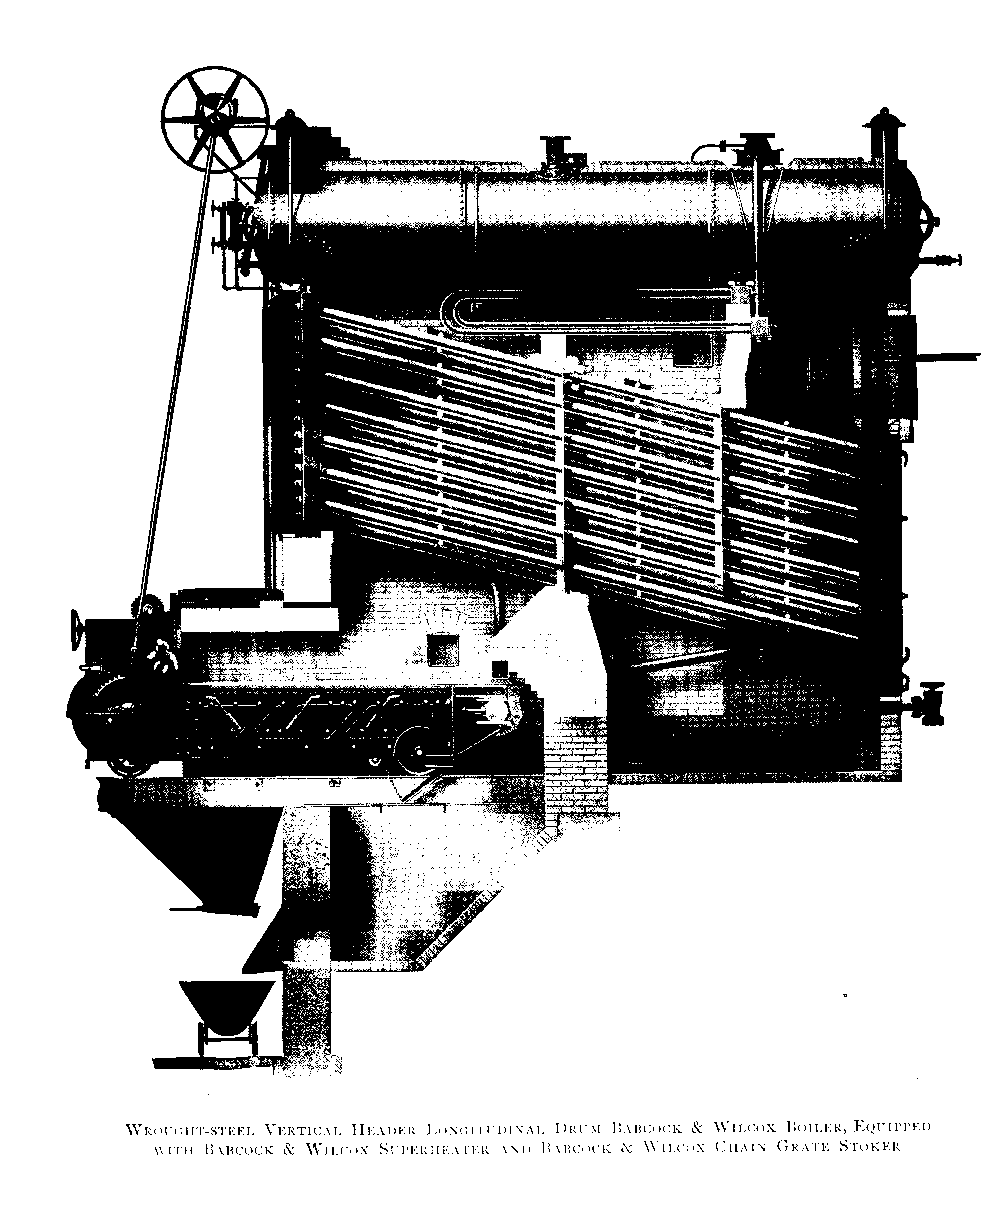 WROUGHT-STEEL VERTICAL HEADER LONGITUDINAL DRUM BABCOCK & WILCOX BOILER, EQUIPPED
WITH BABCOCK & WILCOX SUPERHEATER AND BABCOCK & WILCOX CHAIN GRATE STOKER